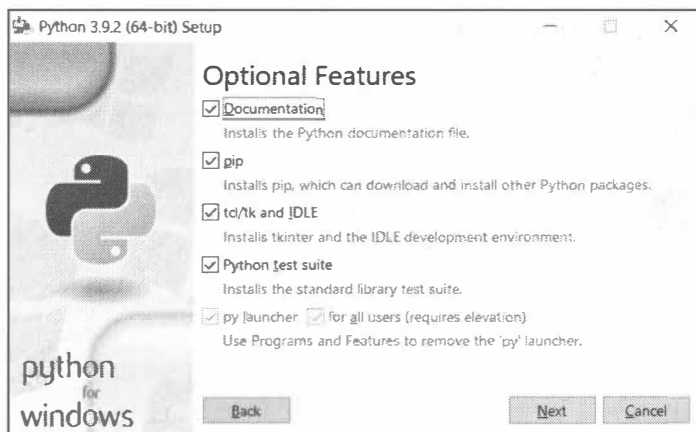 Python 3.9.2 (64-bit) Setup
Optional Features
Documentation
Installs the Python documentation file.
pip
Installs pip, which can download and install other Python packages.
tcl/tk and IDLE
Installs tkinter and the IDLE development environment.
Python test suite
Installs the standard library test suite.
py launcher for all users (requires elevation)
Use Programs and Features to remove the 'py' launcher.
python
for
windows
Back Next Cancel